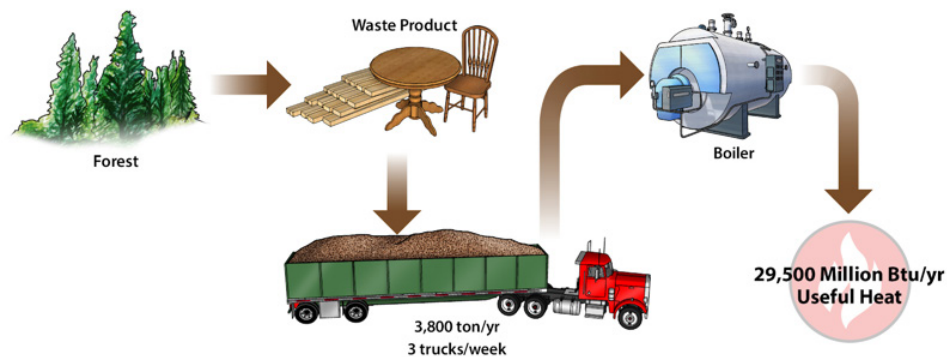 Waste Product
Forest
Boiler
3,800 ton/yr
3 trucks/week
29,500 Million Btu/yr
Useful Heat